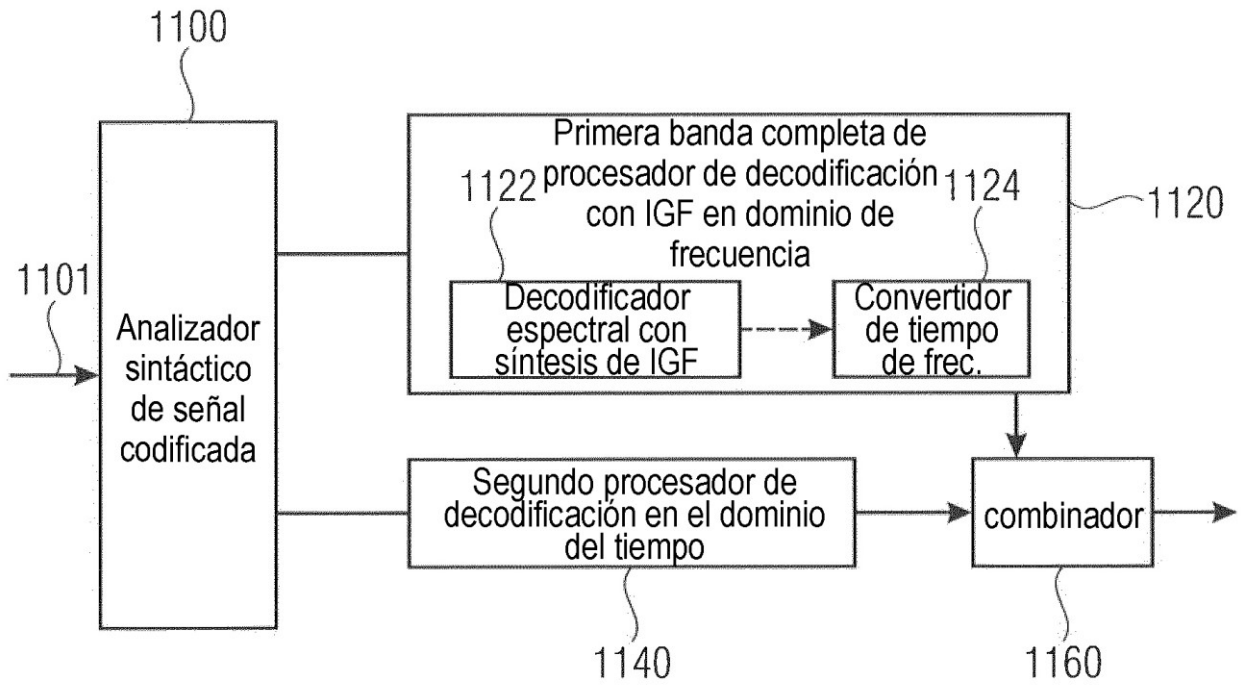 1100
Primera banda completa de
procesador de decodificación
con IGF en dominio de
frecuencia
1122
1124
1120
Decodificador
espectral con
síntesis de IGF
Convertidor
de tiempo
de frec.
1101
Analizador
sintáctico
de señal
codificada
Segundo procesador de
decodificación en el dominio
del tiempo
combinador
1140
1160